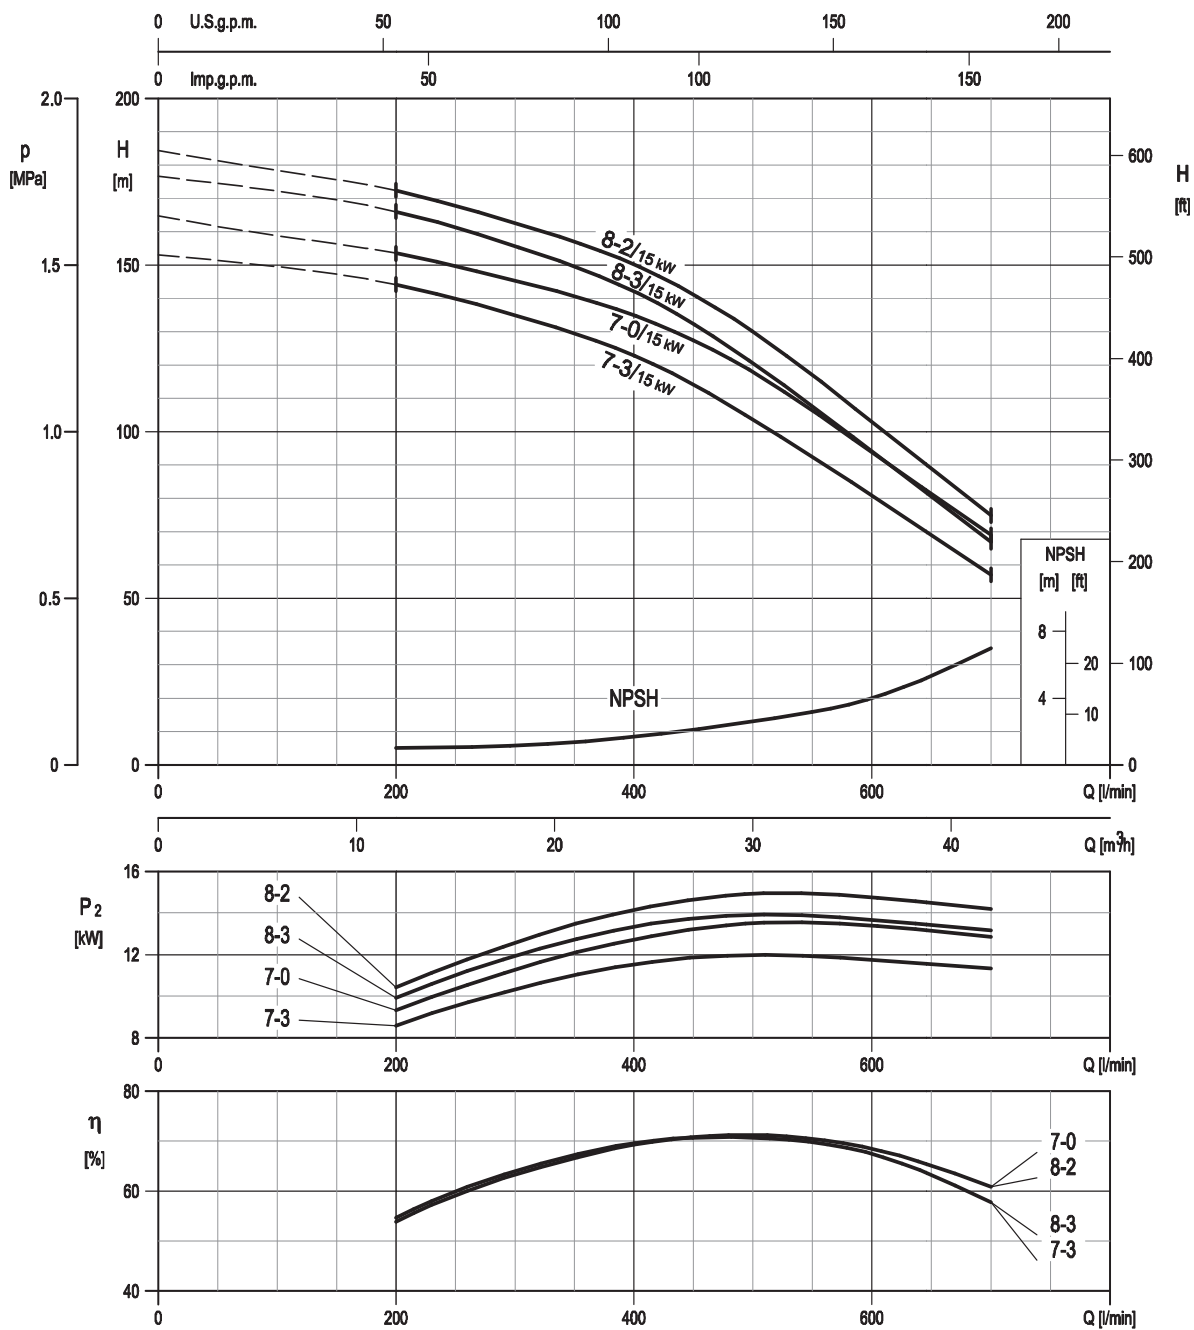 0 U.S.g.p.m. 50 100 150 200
0 Imp.g.p.m. 50 100 150
2.0 200
p H 600 H
[MPa] [m] [ft]
8-2/15 kW
1.5 150 500
8-3/15 kW
7-0/15 kW
7-3/15 kW
400
1.0 100
300
NPSH
200
[m] [ft]
0.5 50
8
20 100
NPSH 4
10
0 0 0
0 200 400 600 Q [l/min]
0 10 20 30 40 Q [m³/h]
16
8-2
P2
8-3
[kW]
12
7-0
7-3
8
0 200 400 600 Q [l/min]
80
η
7-0
[%]
8-2
60
8-3
7-3
40
0 200 400 600 Q [l/min]